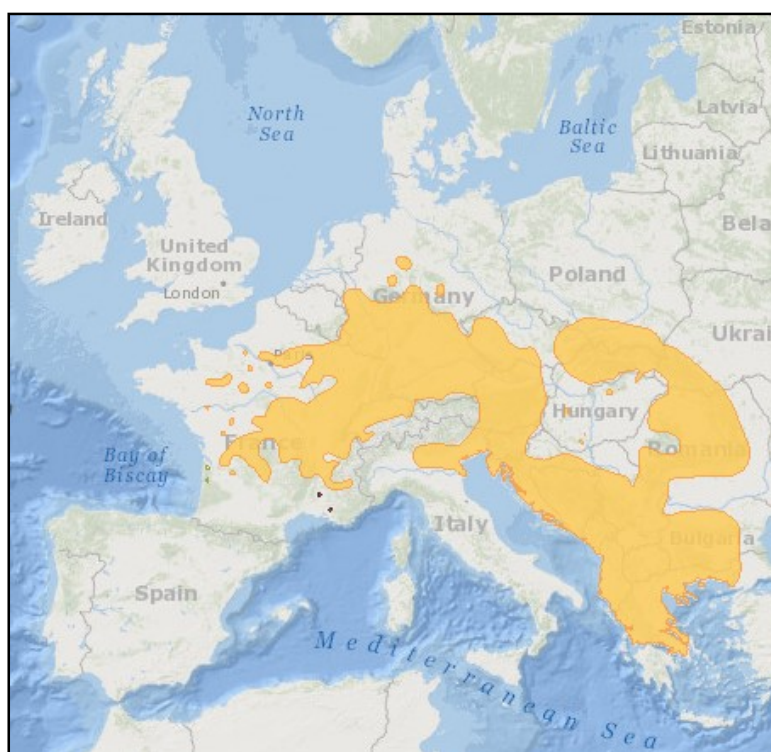 Estonia
North
Sea
Baltic
Sea
Latvia
Lithuania
Ireland
United
Kingdom
London
Bela
Poland
Germany
Ukrai
Paris
Hungary
France
Romania
Bay of
Biscay
Italy
Bulgaria
Spain
Mediterranean Sea